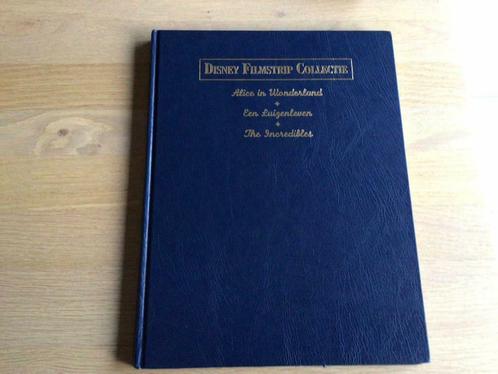 Disney Filmstrip Collectie
Alice in Wonderland
Een Luizenleven
The Incredibles